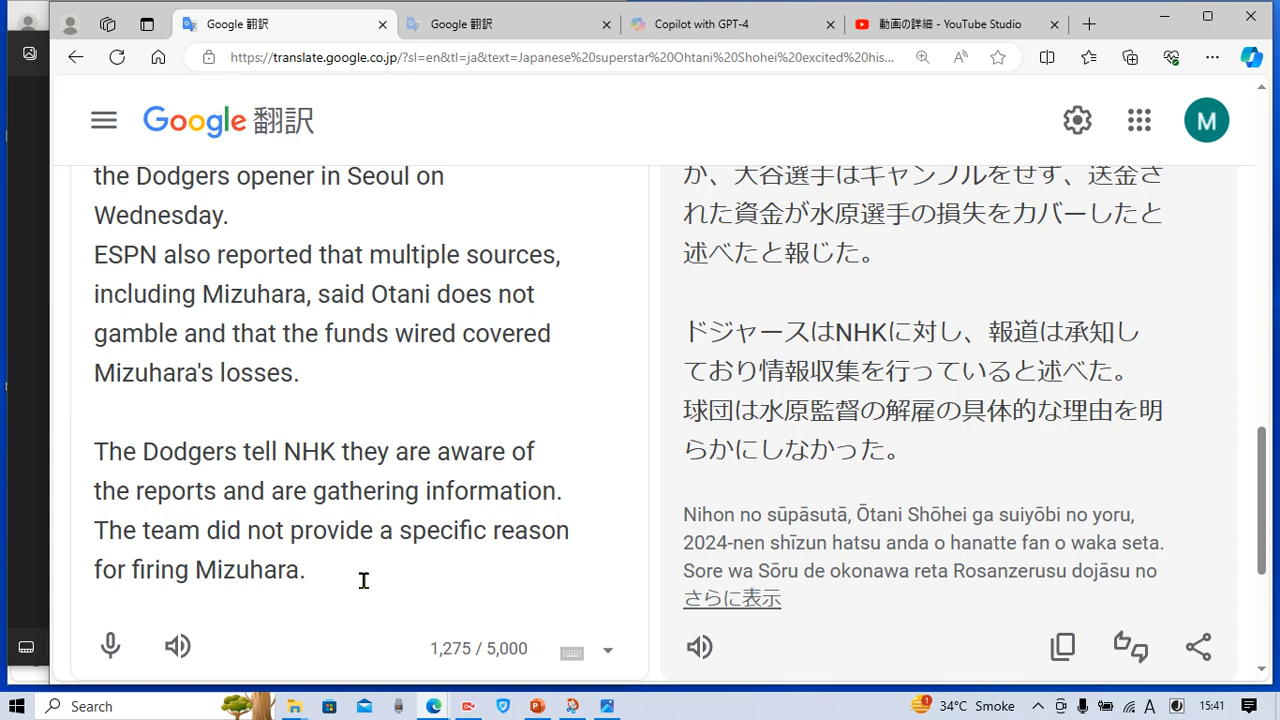 Google 翻訳
Google 翻訳
Copilot with GPT-4
動画の詳細 - YouTube Studio
https://translate.google.co.jp/?sl=en&tl=ja&text=Japanese%20superstar%20Ohtani%20Shohei%20excited%20his...
Google 翻訳
M
the Dodgers opener in Seoul on
Wednesday.
ESPN also reported that multiple sources,
including Mizuhara, said Otani does not
gamble and that the funds wired covered
Mizuhara's losses.
The Dodgers tell NHK they are aware of
the reports and are gathering information.
The team did not provide a specific reason
for firing Mizuhara.
1,275 / 5,000
が、大谷選手はギャンブルをせず、送金さ
れた資金が水原選手の損失をカバーしたと
述べたと報じた。
ドジャースはNHKに対し、報道は承知し
ており情報収集を行っていると述べた。
球団は水原監督の解雇の具体的な理由を明
らかにしなかった。
Nihon no sūpāsutā, Ōtani Shōhei ga suiyōbi no yoru,
2024-nen shīzun hatsu anda o hanatte fan o waka seta.
Sore wa Sōru de okonawa reta Rosanzerusu dojāsu no
さらに表示
Search
1
34°C Smoke
A
15:41